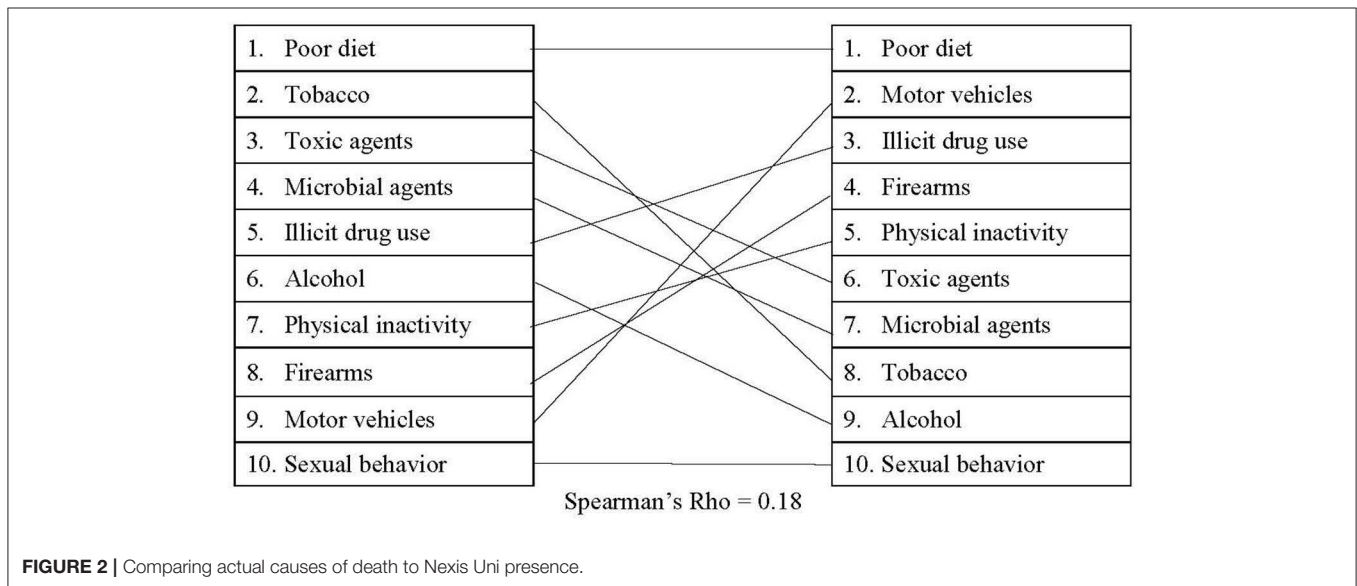 1. Poor diet
2. Tobacco
3. Toxic agents
4. Microbial agents
5. Illicit drug use
6. Alcohol
7. Physical inactivity
8. Firearms
9. Motor vehicles
10. Sexual behavior
1. Poor diet
2. Motor vehicles
3. Illicit drug use
4. Firearms
5. Physical inactivity
6. Toxic agents
7. Microbial agents
8. Tobacco
9. Alcohol
10. Sexual behavior
Spearman's Rho = 0.18
FIGURE 2 | Comparing actual causes of death to Nexis Uni presence.